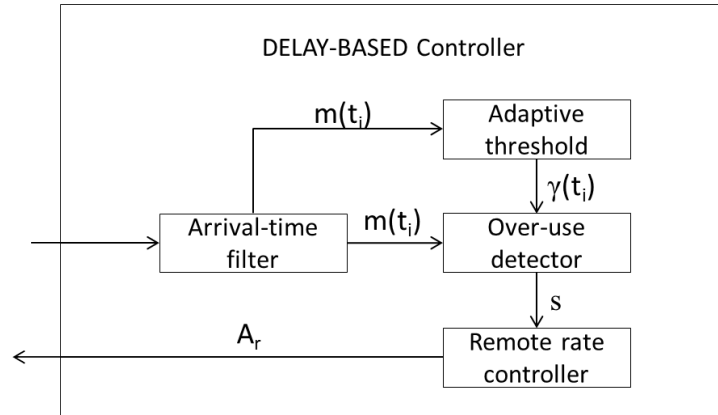 DELAY-BASED Controller
m(tᵢ)
Adaptive
threshold
γ(tᵢ)
Arrival-time
filter
m(tᵢ)
Over-use
detector
s
Aᵣ
Remote rate
controller